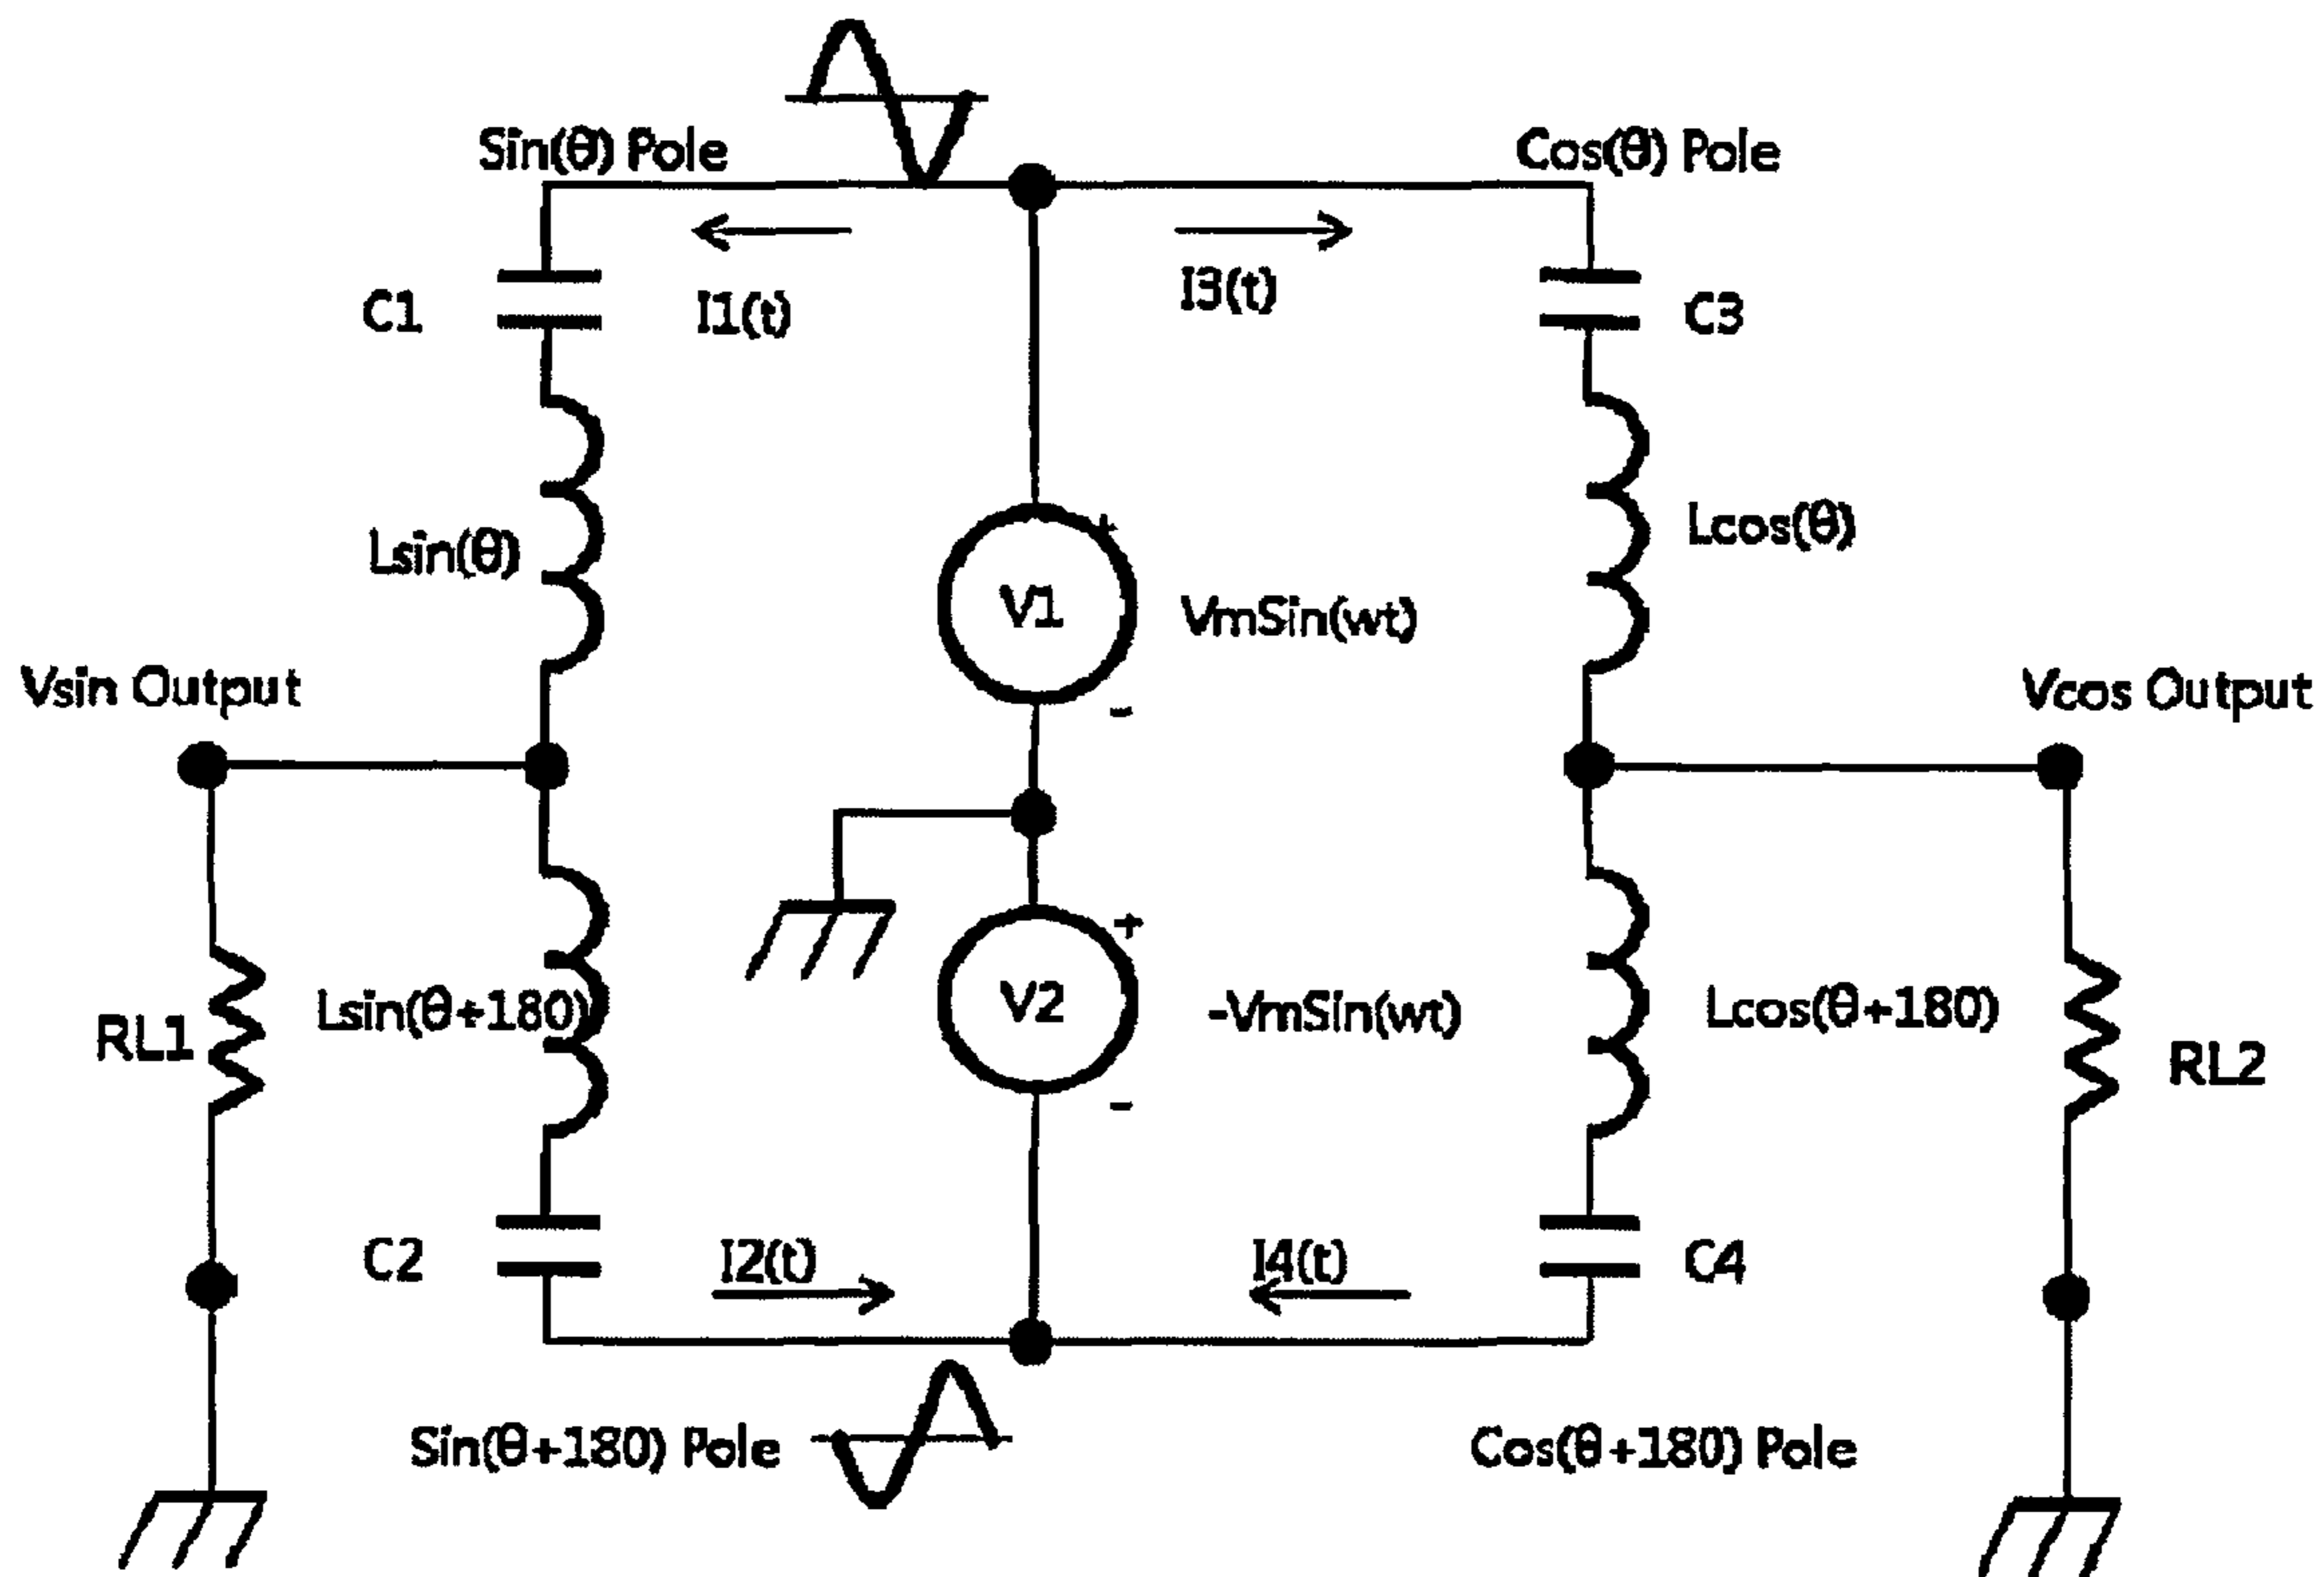 Sin(θ) Pole
Cos(θ) Pole
C1
I1(t)
I3(t)
C3
Lsin(θ)
+
V1
VmSin(wt)
Lcos(θ)
-
Vsin Output
Vcos Output
+
V2
-VmSin(wt)
Lsin(θ+180)
Lcos(θ+180)
RL1
RL2
-
C2
I2(t)
I4(t)
C4
Sin(θ+180) Pole
Cos(θ+180) Pole